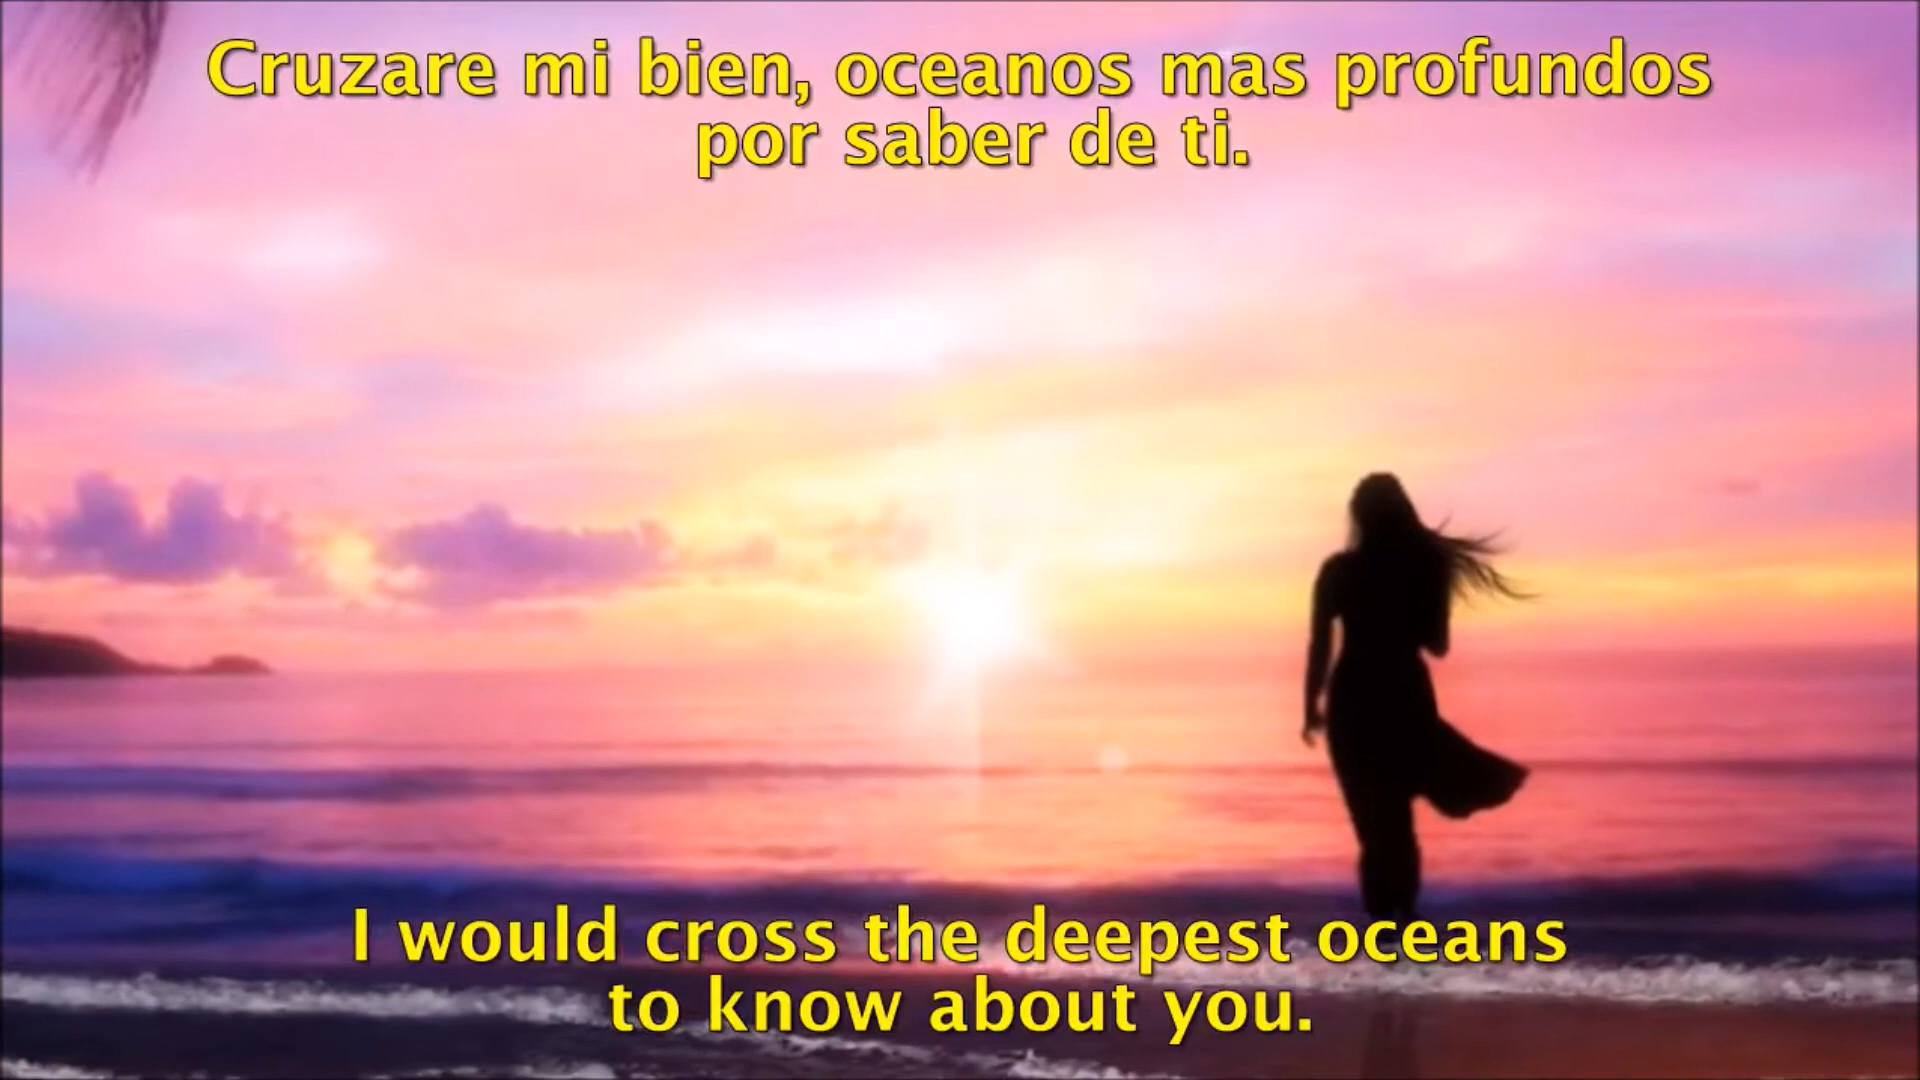 Cruzare mi bien, oceanos mas profundos
por saber de ti.
I would cross the deepest oceans
to know about you.